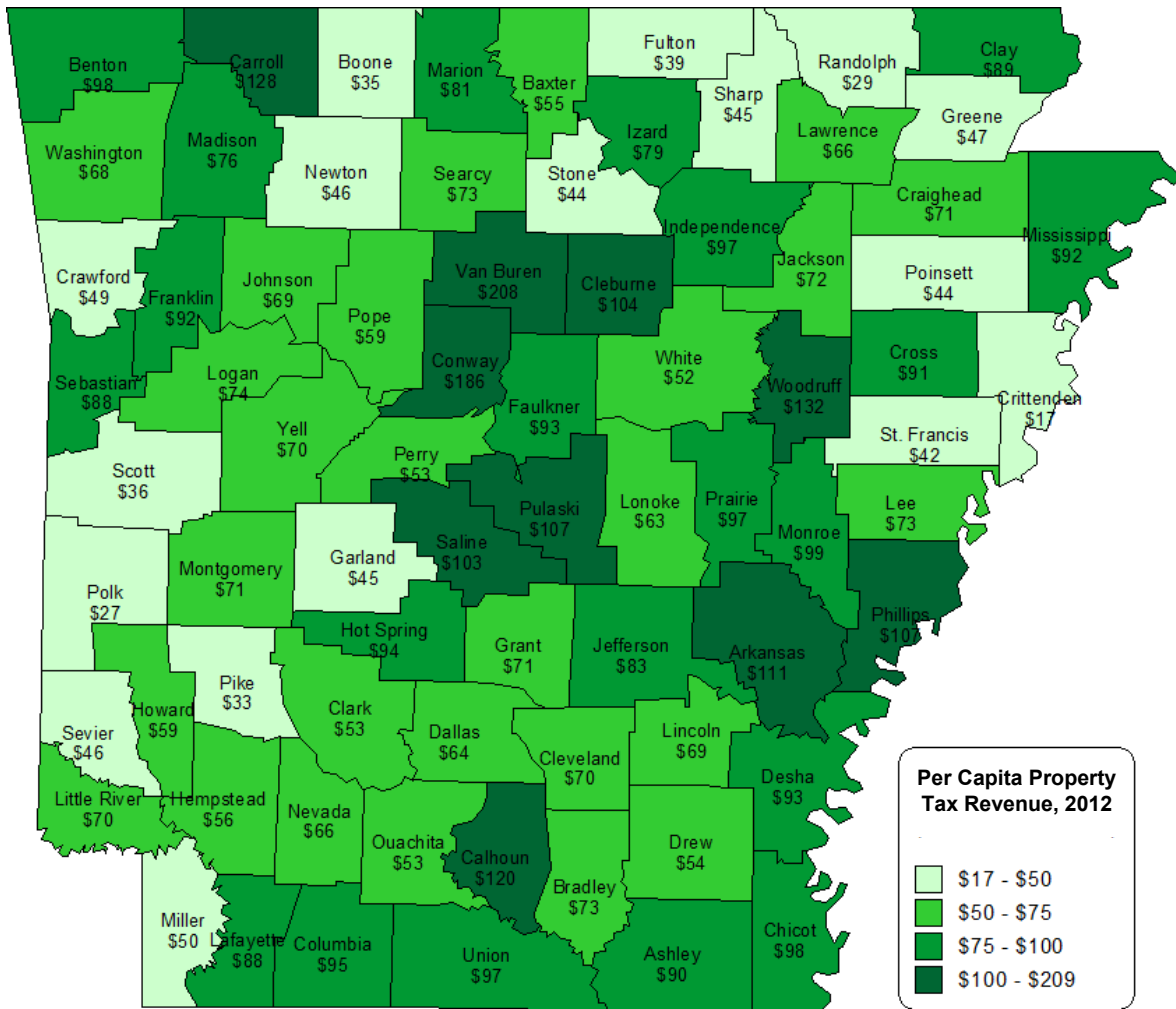 Benton
$98
Carroll
$128
Boone
$35
Marion
$81
Baxter
$55
Fulton
$39
Randolph
$29
Clay
$89
Sharp
$45
Greene
$47
Izard
$79
Lawrence
$66
Madison
$76
Washington
$68
Newton
$46
Searcy
$73
Stone
$44
Craighead
$71
Independence
$97
Mississippi
$92
Jackson
$72
Poinsett
$44
Crawford
$49
Franklin
$92
Johnson
$69
Pope
$59
Van Buren
$208
Cleburne
$104
White
$52
Woodruff
$132
Cross
$91
Crittenden
$17
Sebastian
$88
Logan
$74
Conway
$186
Faulkner
$93
St. Francis
$42
Yell
$70
Perry
$53
Scott
$36
Pulaski
$107
Lonoke
$63
Prairie
$97
Lee
$73
Monroe
$99
Saline
$103
Garland
$45
Montgomery
$71
Polk
$27
Phillips
$107
Hot Spring
$94
Grant
$71
Jefferson
$83
Arkansas
$111
Pike
$33
Howard
$59
Clark
$53
Dallas
$64
Lincoln
$69
Sevier
$46
Cleveland
$70
Desha
$93
Little River
$70
Hempstead
$56
Nevada
$66
Ouachita
$53
Calhoun
$120
Drew
$54
Bradley
$73
Miller
$50
Lafayette
$88
Columbia
$95
Union
$97
Ashley
$90
Chicot
$98
Per Capita Property
Tax Revenue, 2012
$17 - $50
$50 - $75
$75 - $100
$100 - $209